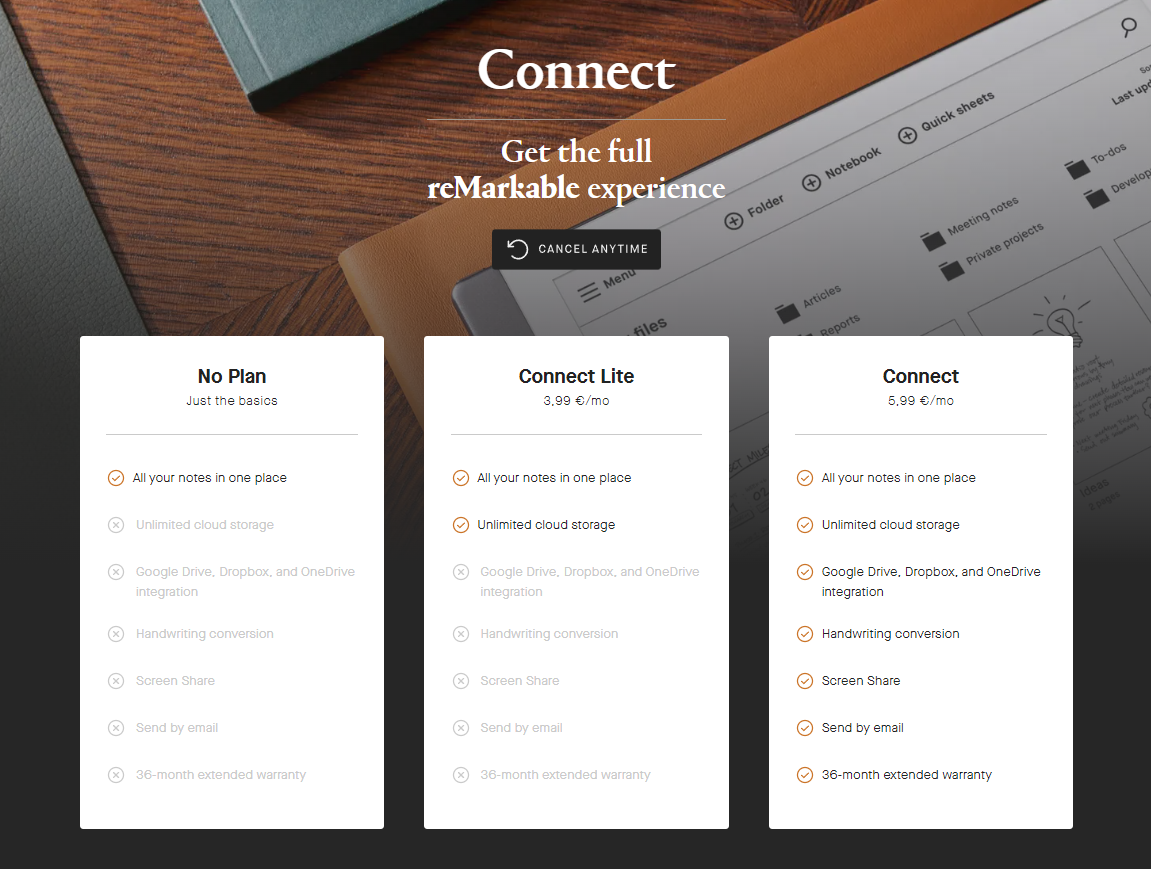 Connect
Get the full
reMarkable experience
CANCEL ANYTIME
Quick sheets
Notebook
Folder
Menu
files
Last upd
To-dos
Develop
Meeting notes
Private projects
Articles
Reports
Ideas
No Plan
Just the basics
All your notes in one place
Unlimited cloud storage
Google Drive, Dropbox, and OneDrive
integration
Handwriting conversion
Screen Share
Send by email
36-month extended warranty
Connect Lite
3,99 €/mo
All your notes in one place
Unlimited cloud storage
Google Drive, Dropbox, and OneDrive
integration
Handwriting conversion
Screen Share
Send by email
36-month extended warranty
Connect
5,99 €/mo
All your notes in one place
Unlimited cloud storage
Google Drive, Dropbox, and OneDrive
integration
Handwriting conversion
Screen Share
Send by email
36-month extended warranty